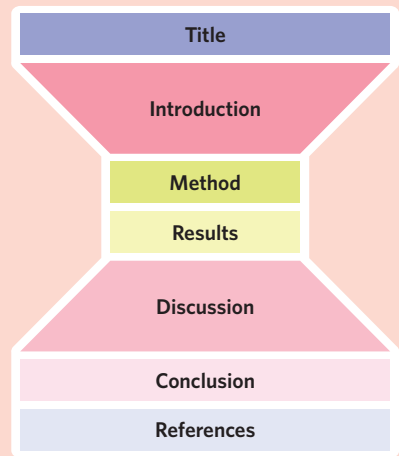 Title
Introduction
Method
Results
Discussion
Conclusion
References